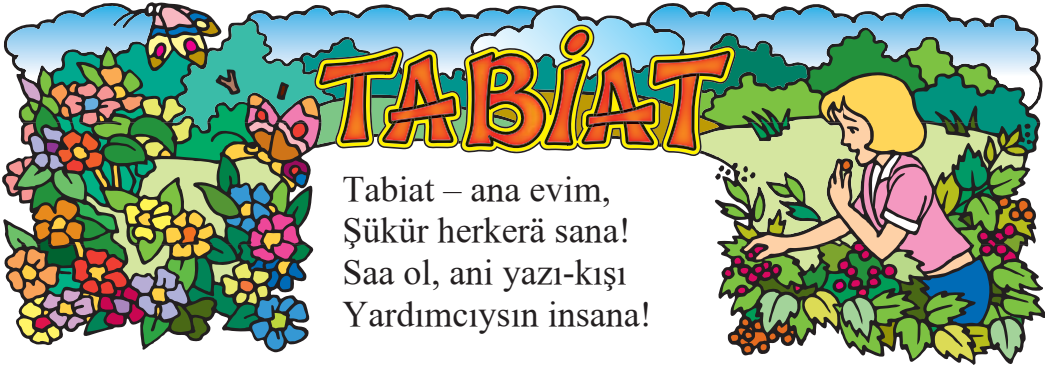 TABİAT
Tabiat – ana evim,
Şükür herkerä sana!
Saa ol, ani yazı-kışı
Yardımcıysın insana!